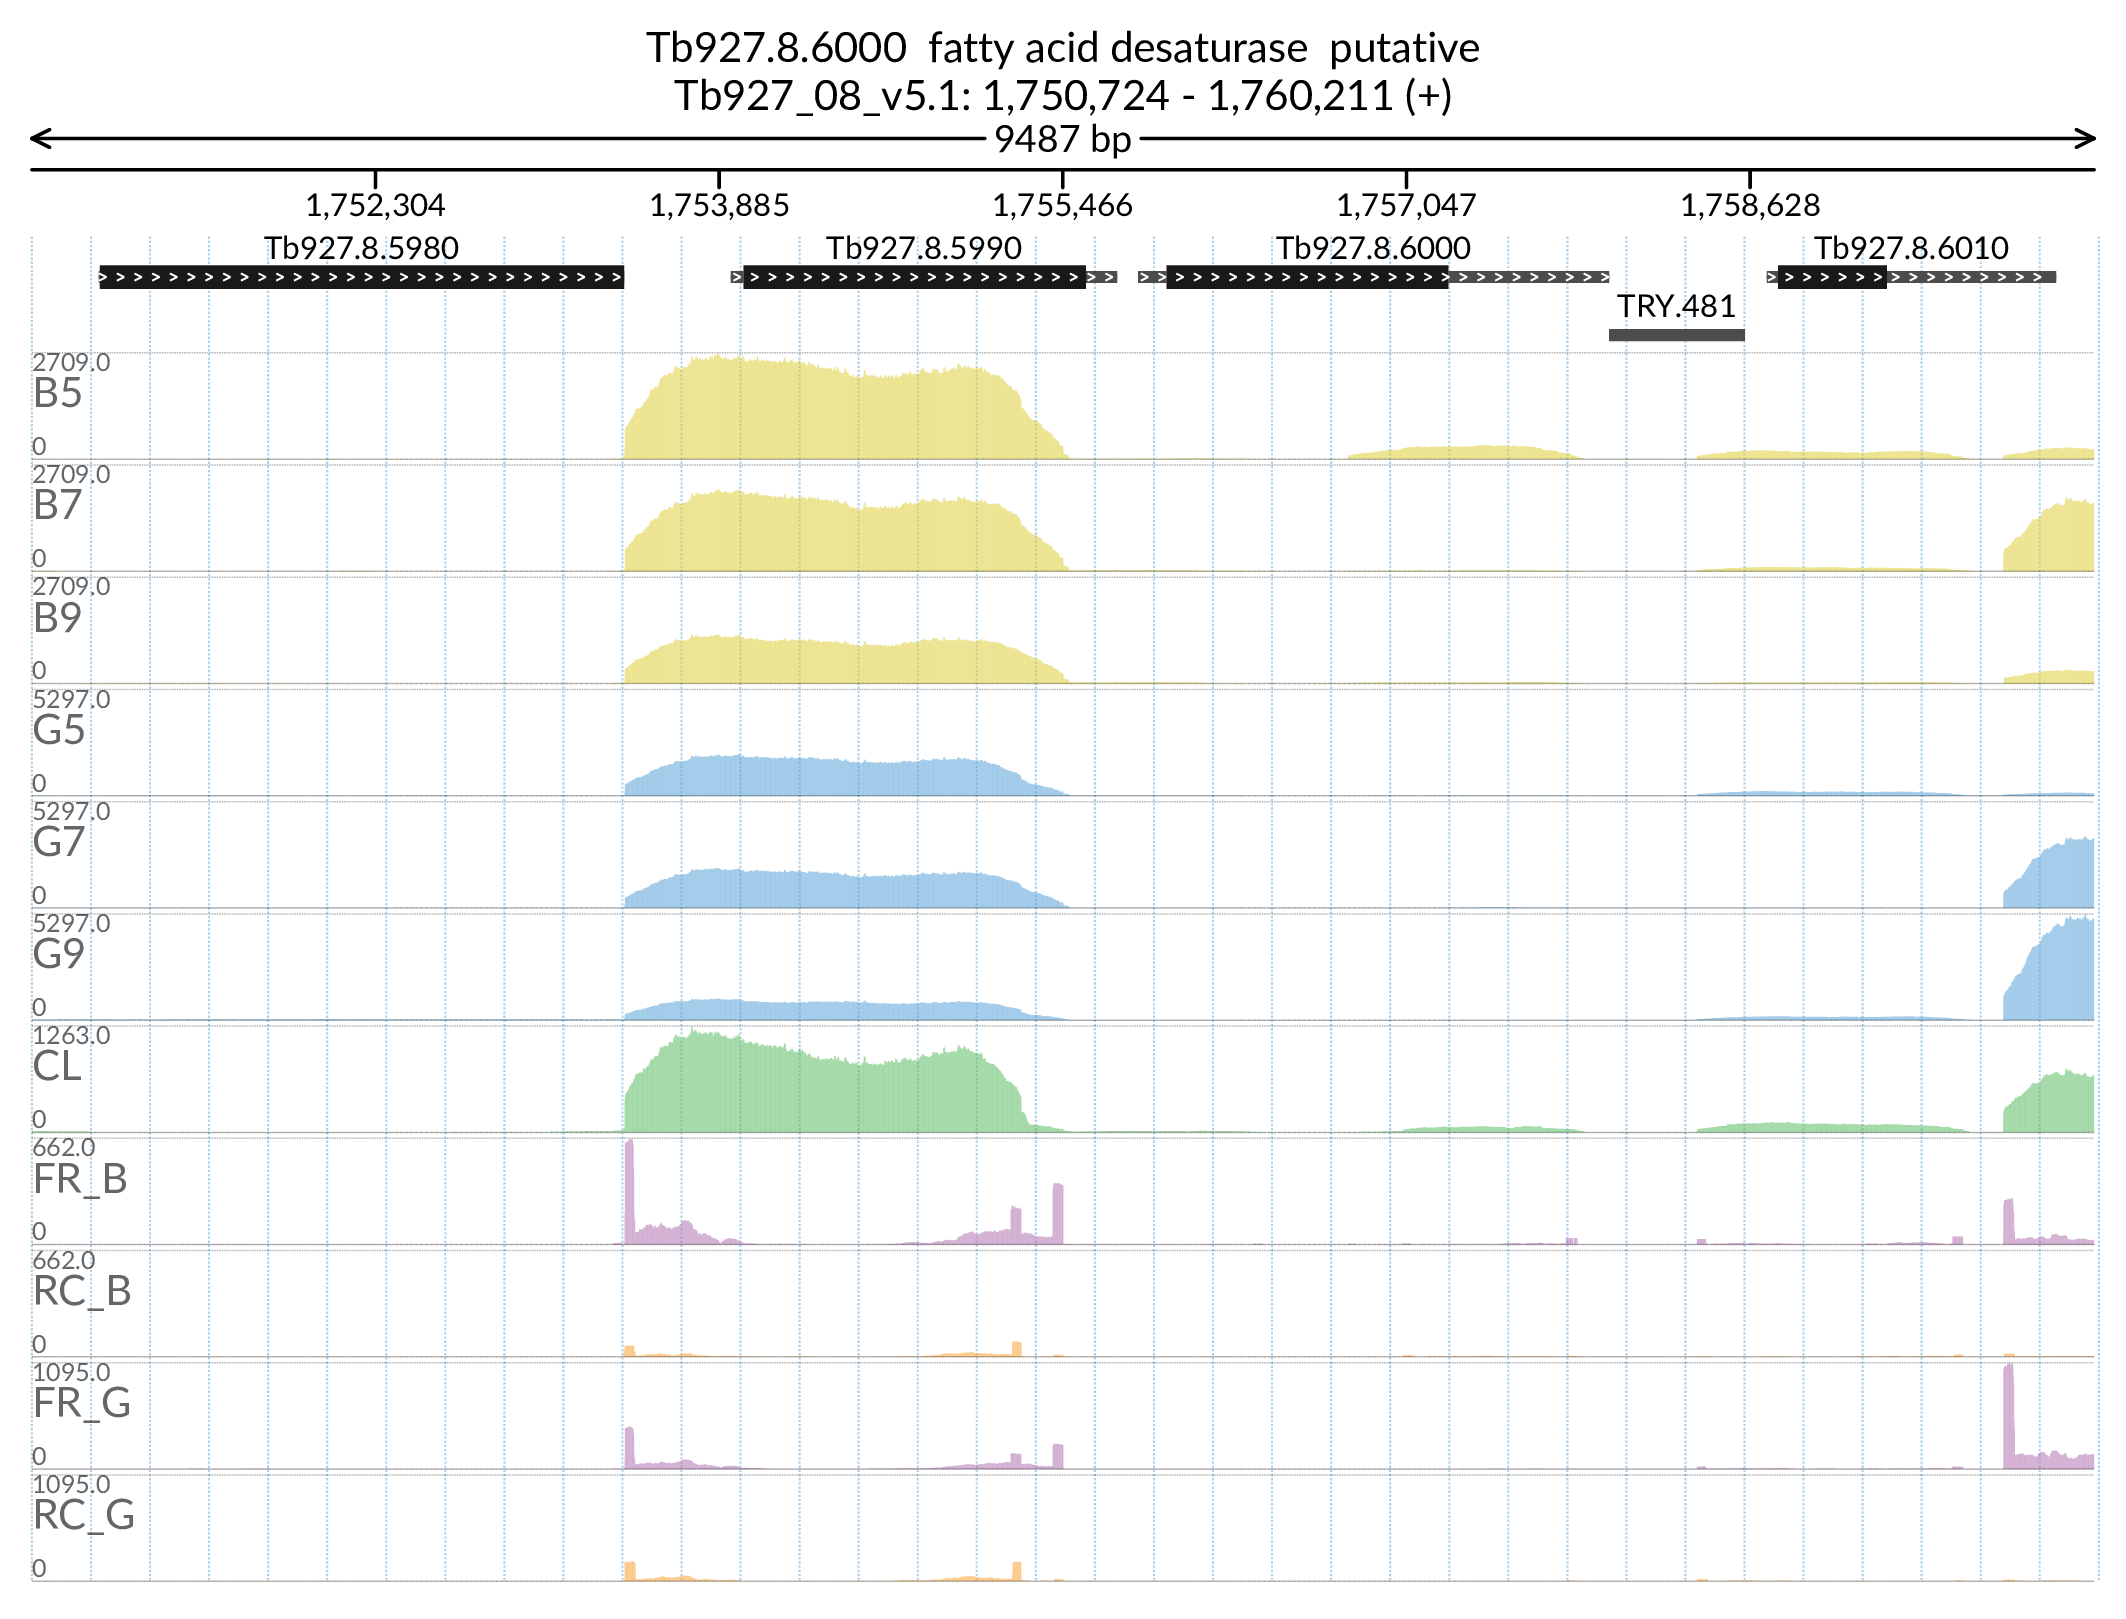 Tb927.8.6000 fatty acid desaturase putative
Tb927_08_v5.1: 1,750,724 - 1,760,211 (+)
9487 bp
1,752,304 1,753,885 1,755,466 1,757,047 1,758,628
Tb927.8.5980 Tb927.8.5990 Tb927.8.6000 Tb927.8.6010
TRY.481
2709.0
B5
0
2709.0
B7
0
2709.0
B9
0
5297.0
G5
0
5297.0
G7
0
5297.0
G9
0
1263.0
CL
0
662.0
FR_B
0
662.0
RC_B
0
1095.0
FR_G
0
1095.0
RC_G
0